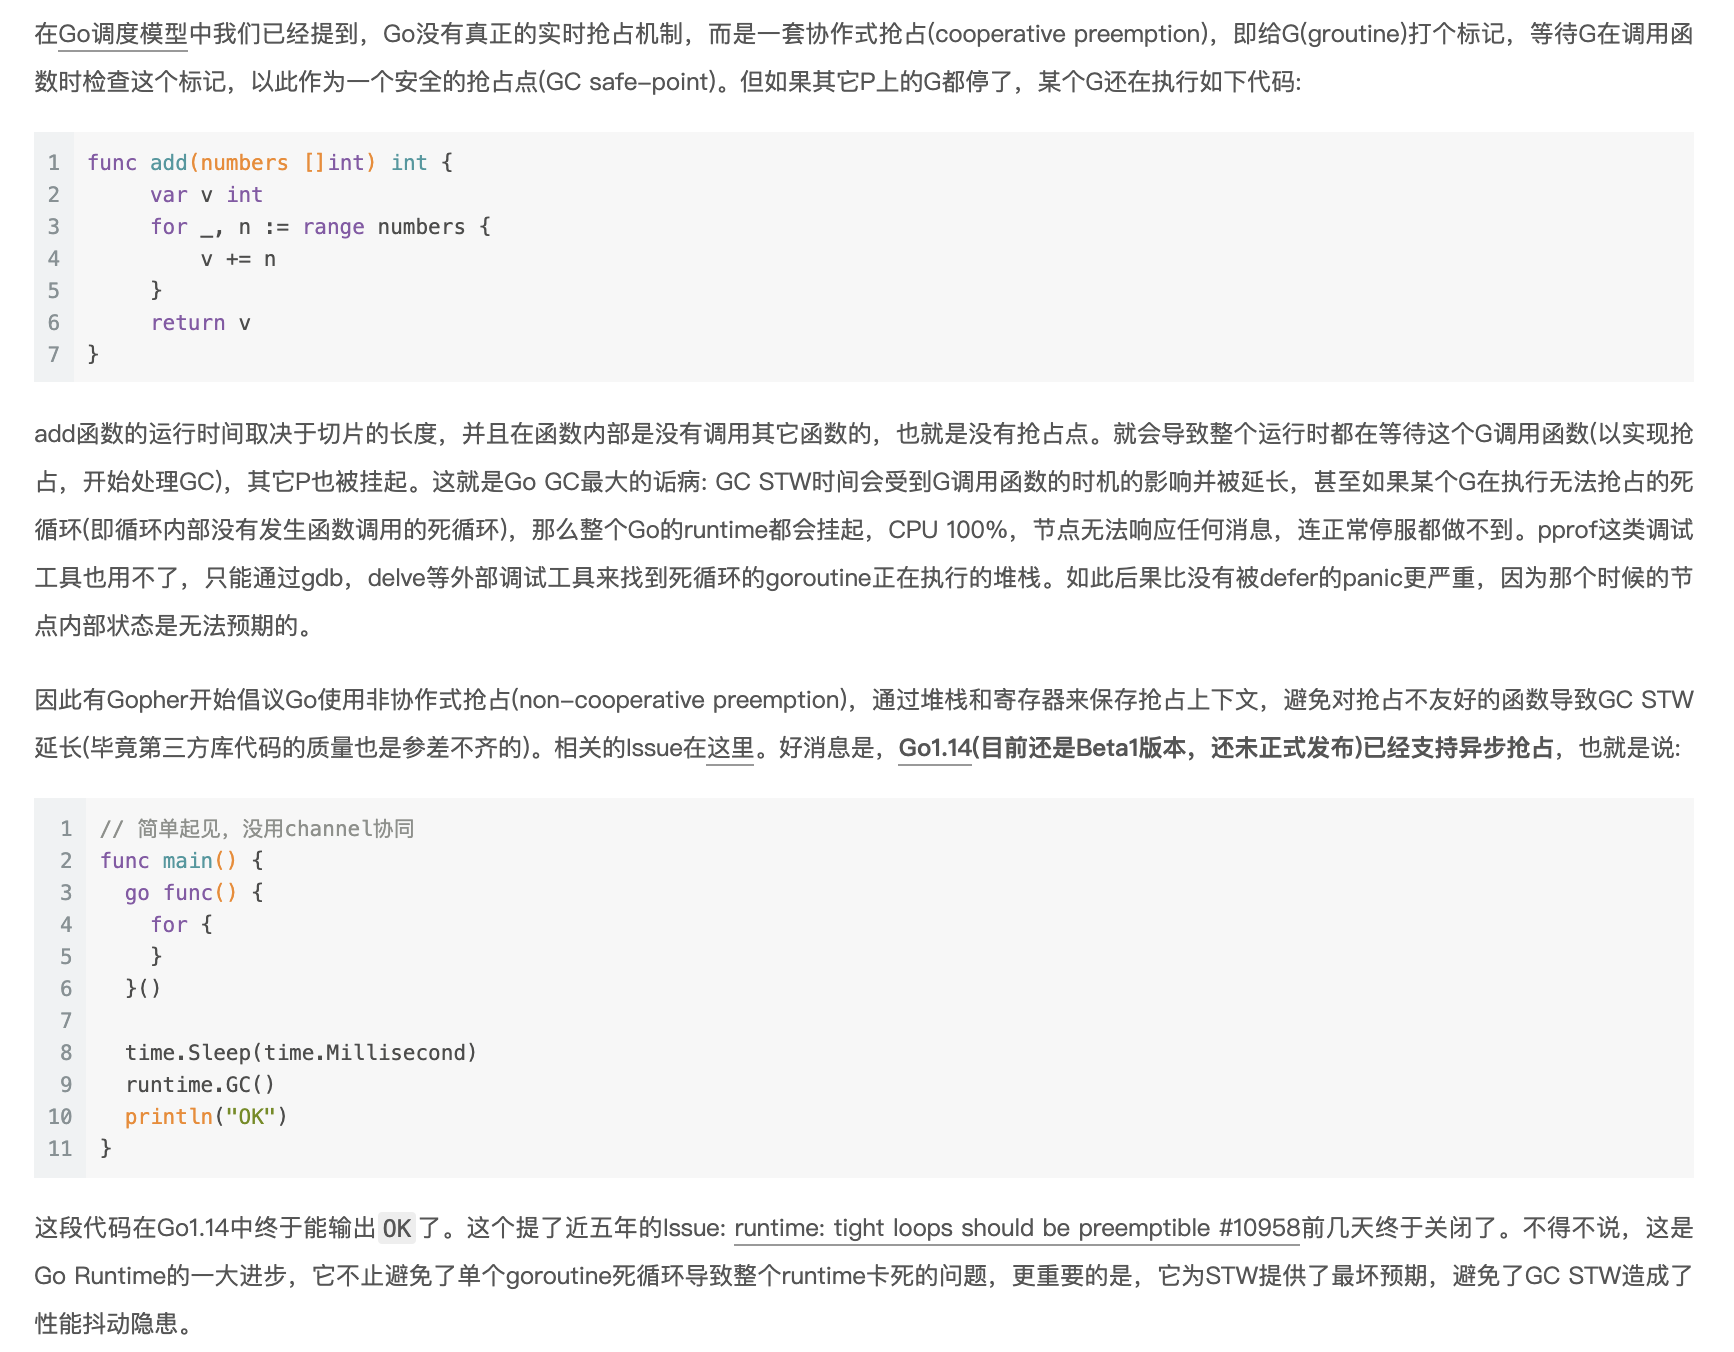 在Go调度模型中我们已经提到，Go没有真正的实时抢占机制，而是一套协作式抢占(cooperative preemption)，即给G(groutine)打个标记，等待G在调用函
数时检查这个标记，以此作为一个安全的抢占点(GC safe-point)。但如果其它P上的G都停了，某个G还在执行如下代码:
1 func add(numbers []int) int {
2      var v int
3      for _, n := range numbers {
4          v += n
5      }
6      return v
7 }
add函数的运行时间取决于切片的长度，并且在函数内部是没有调用其它函数的，也就是没有抢占点。就会导致整个运行时都在等待这个G调用函数(以实现抢
占，开始处理GC)，其它P也被挂起。这就是Go GC最大的诟病: GC STW时间会受到G调用函数的时机的影响并被延长，甚至如果某个G在执行无法抢占的死
循环(即循环内部没有发生函数调用的死循环)，那么整个Go的runtime都会挂起，CPU 100%，节点无法响应任何消息，连正常停服都做不到。pprof这类调试
工具也用不了，只能通过gdb，delve等外部调试工具来找到死循环的goroutine正在执行的堆栈。如此后果比没有被defer的panic更严重，因为那个时候的节
点内部状态是无法预期的。
因此有Gopher开始倡议Go使用非协作式抢占(non-cooperative preemption)，通过堆栈和寄存器来保存抢占上下文，避免对抢占不友好的函数导致GC STW
延长(毕竟第三方库代码的质量也是参差不齐的)。相关的Issue在这里。好消息是，Go1.14(目前还是Beta1版本，还未正式发布)已经支持异步抢占，也就是说:
1 // 简单起见，没用channel协同
2 func main() {
3   go func() {
4     for {
5     }
6   }()
7
8   time.Sleep(time.Millisecond)
9   runtime.GC()
10   println("OK")
11 }
这段代码在Go1.14中终于能输出OK了。这个提了近五年的Issue: runtime: tight loops should be preemptible #10958前几天终于关闭了。不得不说，这是
Go Runtime的一大进步，它不止避免了单个goroutine死循环导致整个runtime卡死的问题，更重要的是，它为STW提供了最坏预期，避免了GC STW造成了
性能抖动隐患。